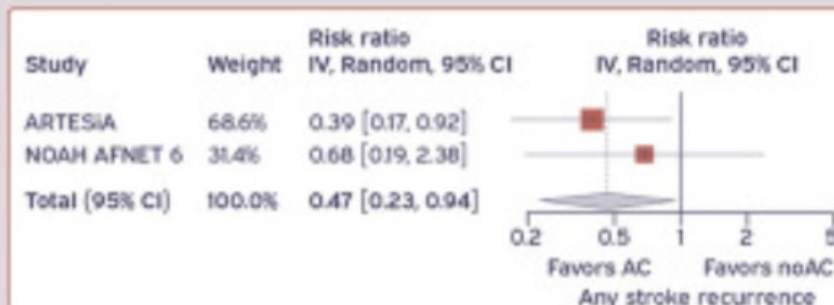 Risk ratio Risk ratio
Study Weight IV, Random, 95% CI IV, Random, 95% CI
ARTESiA 68.6% 0.39 [0.17, 0.92]
NOAH AFNET 6 31.4% 0.68 [0.19, 2.38]
Total (95% CI) 100.0% 0.47 [0.23, 0.94]
0.2 0.5 1 2 5
Favors AC Favors noAC
Any stroke recurrence